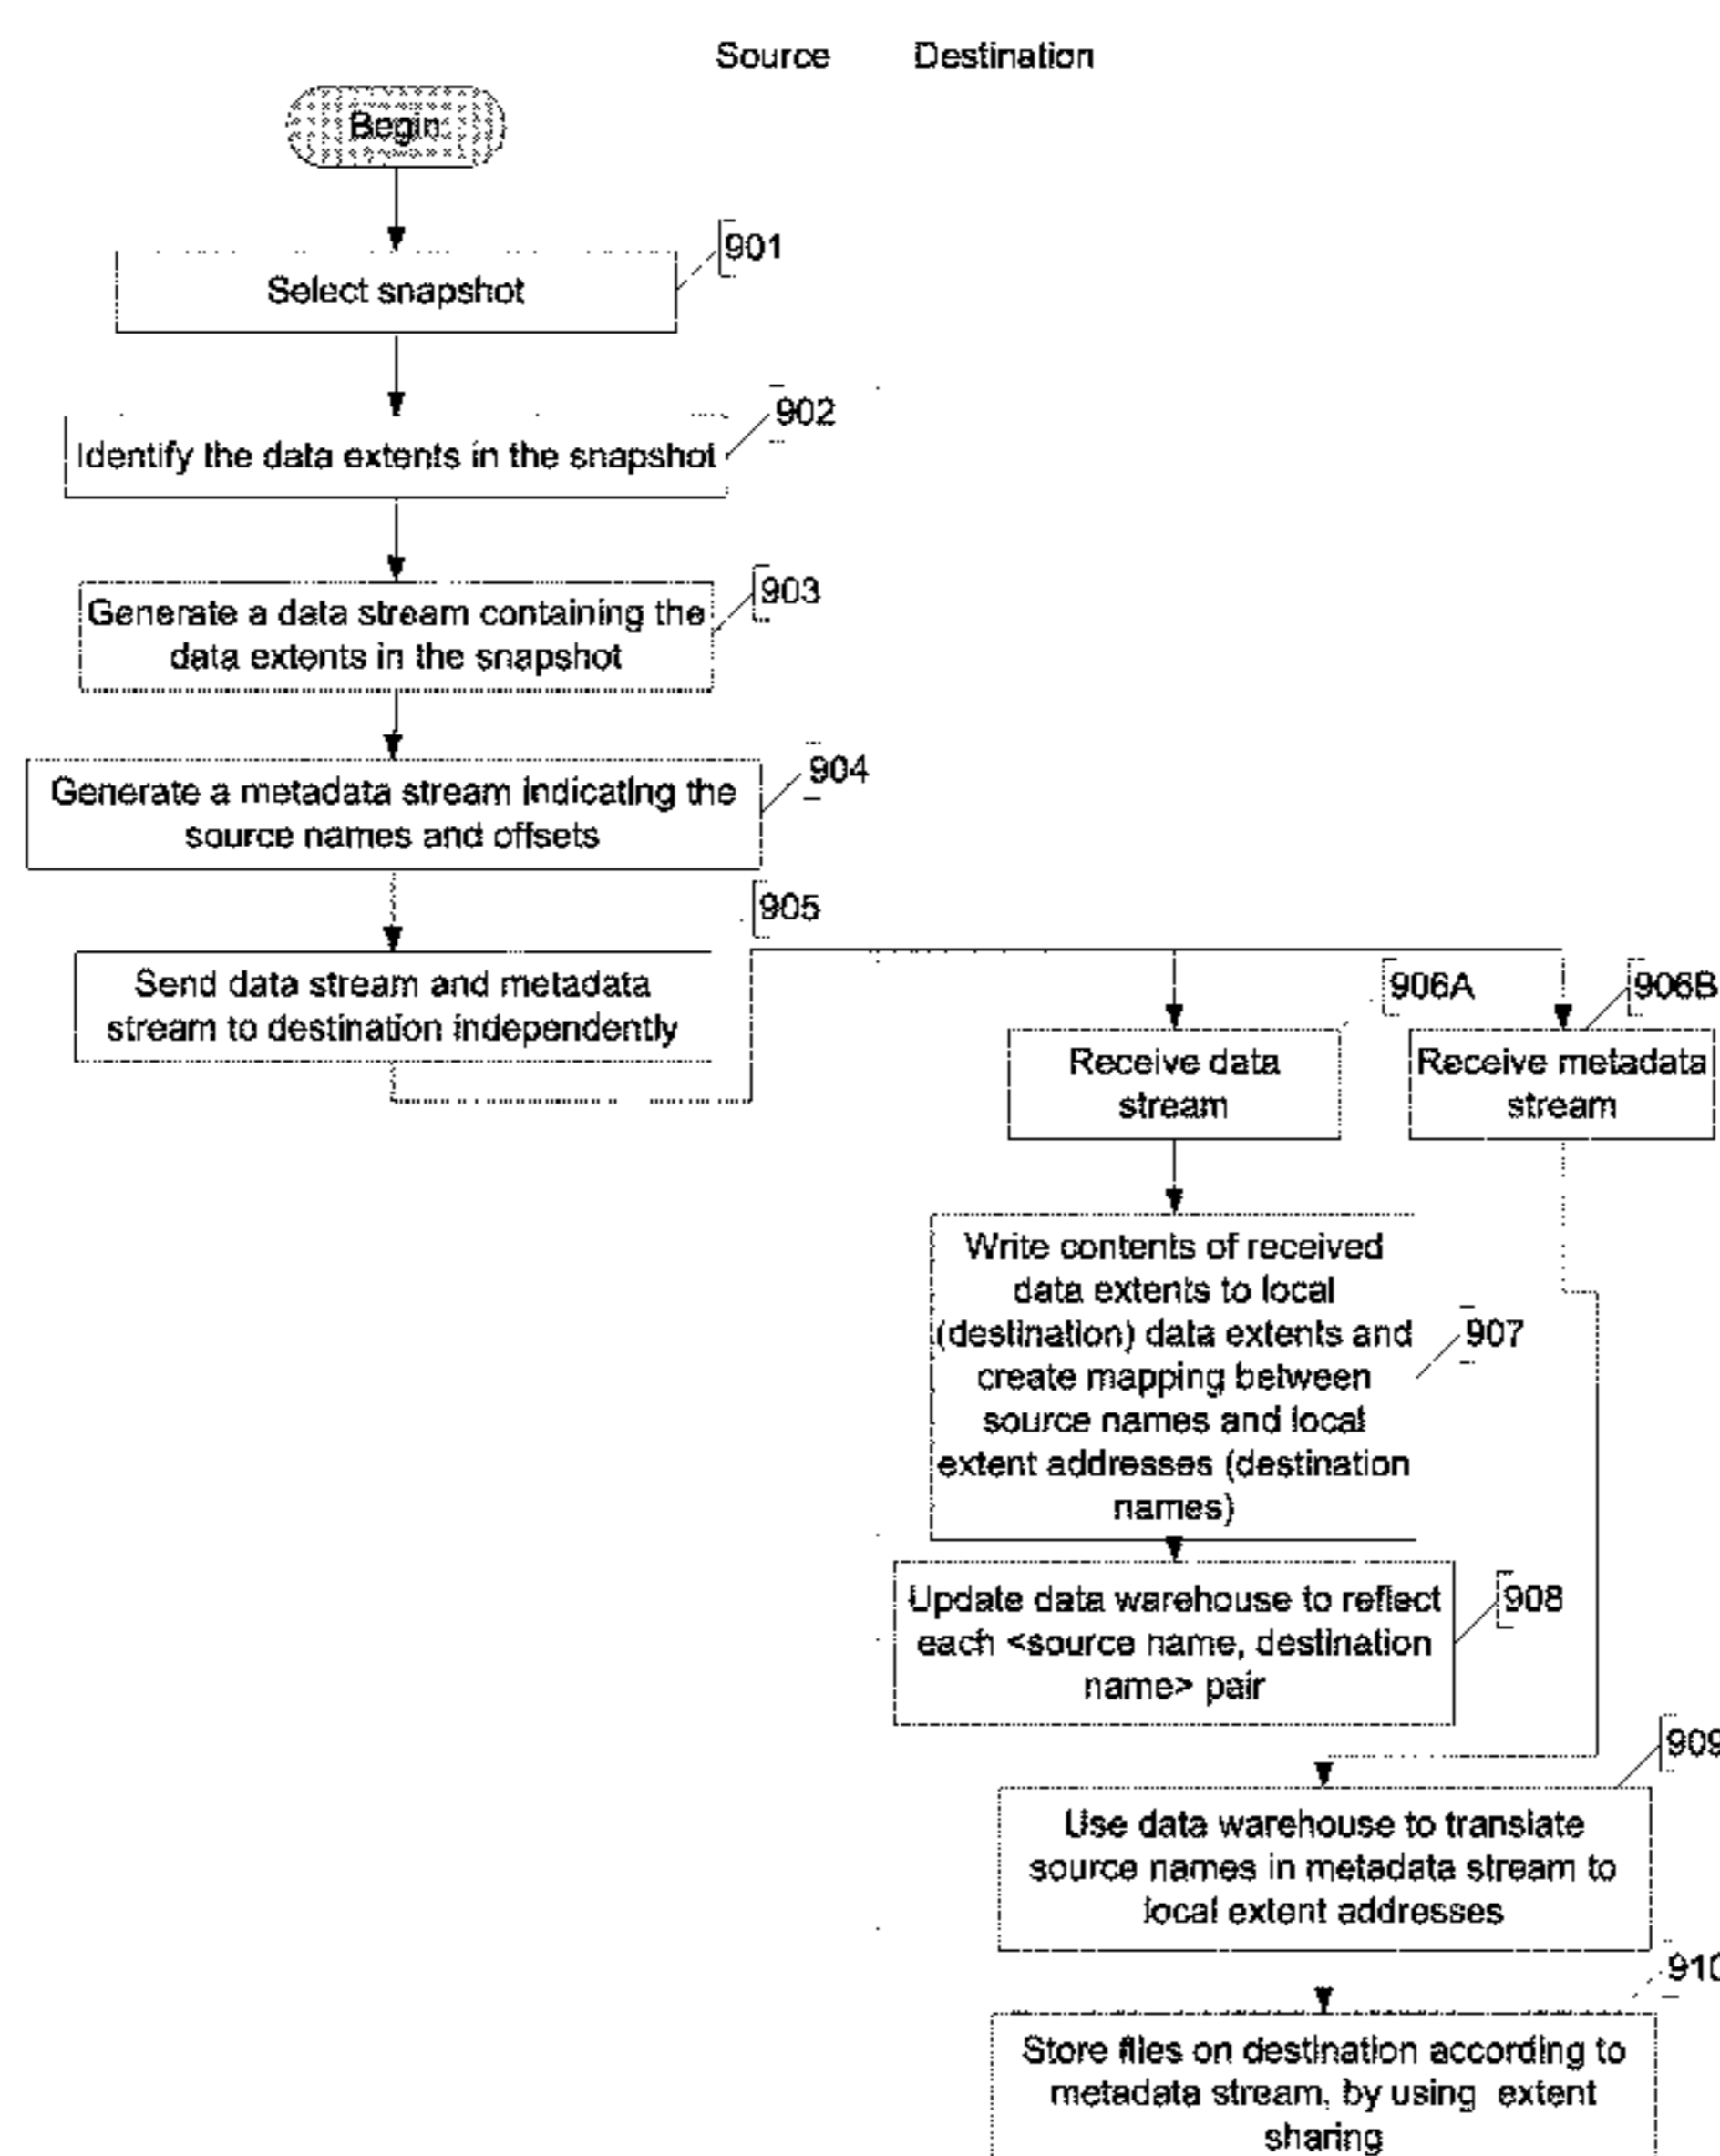 Source Destination
Begin
901
Select snapshot
902
Identify the data extents in the snapshot
903
Generate a data stream containing the
data extents in the snapshot
904
Generate a metadata stream indicating the
source names and offsets
905
Send data stream and metadata
stream to destination independently
906A
906B
Receive data
stream
Receive metadata
stream
Write contents of received
data extents to local
(destination) data extents and
create mapping between
source names and local
extent addresses (destination
names)
907
Update data warehouse to reflect
each <source name, destination
name> pair
908
909
Use data warehouse to translate
source names in metadata stream to
local extent addresses
910
Store files on destination according to
metadata stream, by using extent
sharing